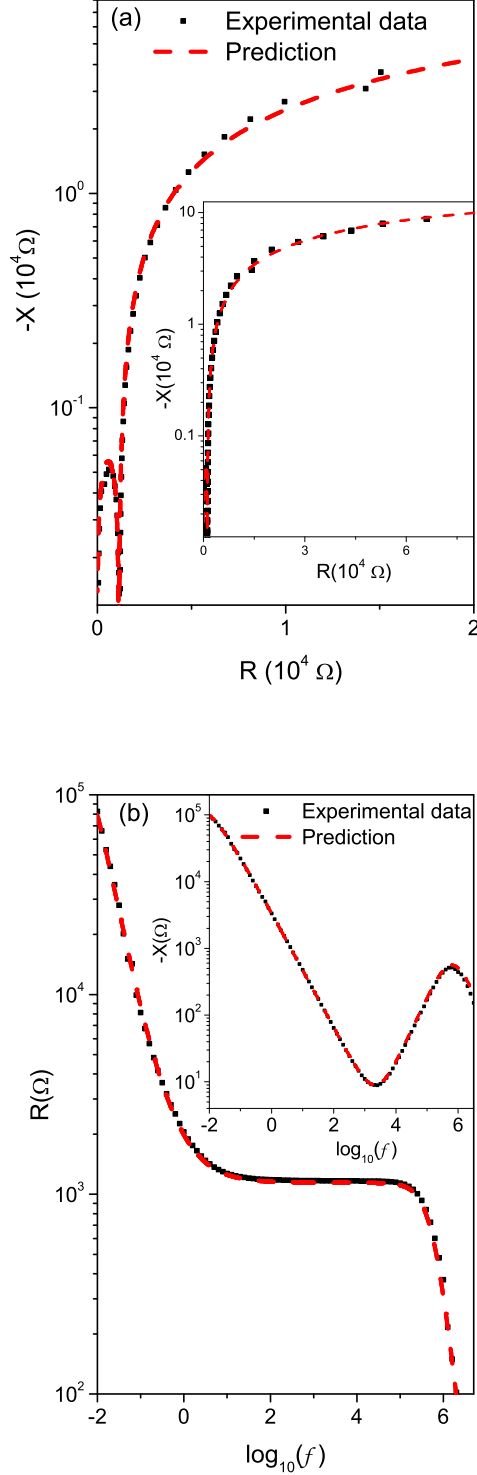 (a)
Experimental data
Prediction
10⁰
-X (10⁴Ω)
10⁻¹
10
1
0.1
-X(10⁴ Ω)
0 3 6
R(10⁴ Ω)
0 1 2
R (10⁴ Ω)
(b)
Experimental data
Prediction
10⁵
10⁴
10³
10²
R(Ω)
10⁵
10⁴
10³
10²
10¹
-X(Ω)
-2 0 2 4 6
log₁₀(f)
-2 0 2 4 6
log₁₀(f)